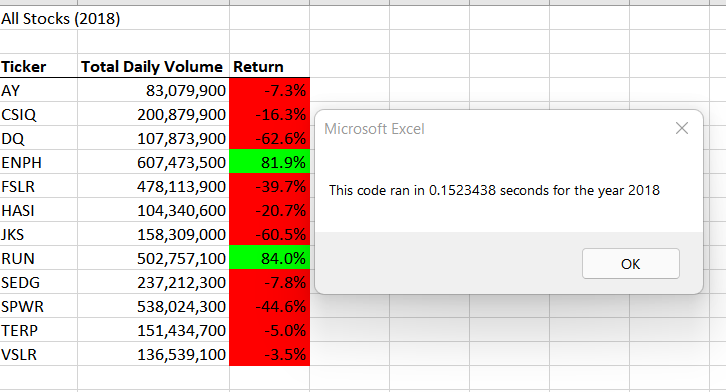 All Stocks (2018)
Ticker Total Daily Volume Return
AY 83,079,900 -7.3%
CSIQ 200,879,900 -16.3%
DQ 107,873,900 -62.6%
ENPH 607,473,500 81.9%
FSLR 478,113,900 -39.7%
HASI 104,340,600 -20.7%
JKS 158,309,000 -60.5%
RUN 502,757,100 84.0%
SEDG 237,212,300 -7.8%
SPWR 538,024,300 -44.6%
TERP 151,434,700 -5.0%
VSLR 136,539,100 -3.5%
Microsoft Excel
This code ran in 0.1523438 seconds for the year 2018
OK